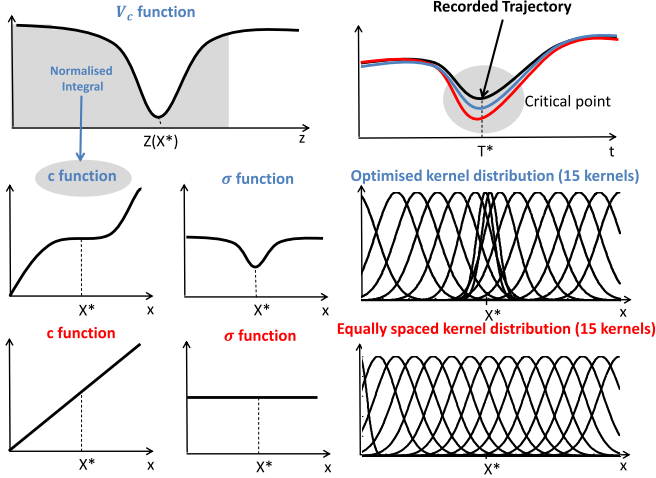 V_c function
Recorded Trajectory
Normalised
Integral
Critical point
Z(X*)
z
T*
t
c function
σ function
Optimised kernel distribution (15 kernels)
X*
x
X*
x
X*
x
c function
σ function
Equally spaced kernel distribution (15 kernels)
X*
x
X*
x
X*
x